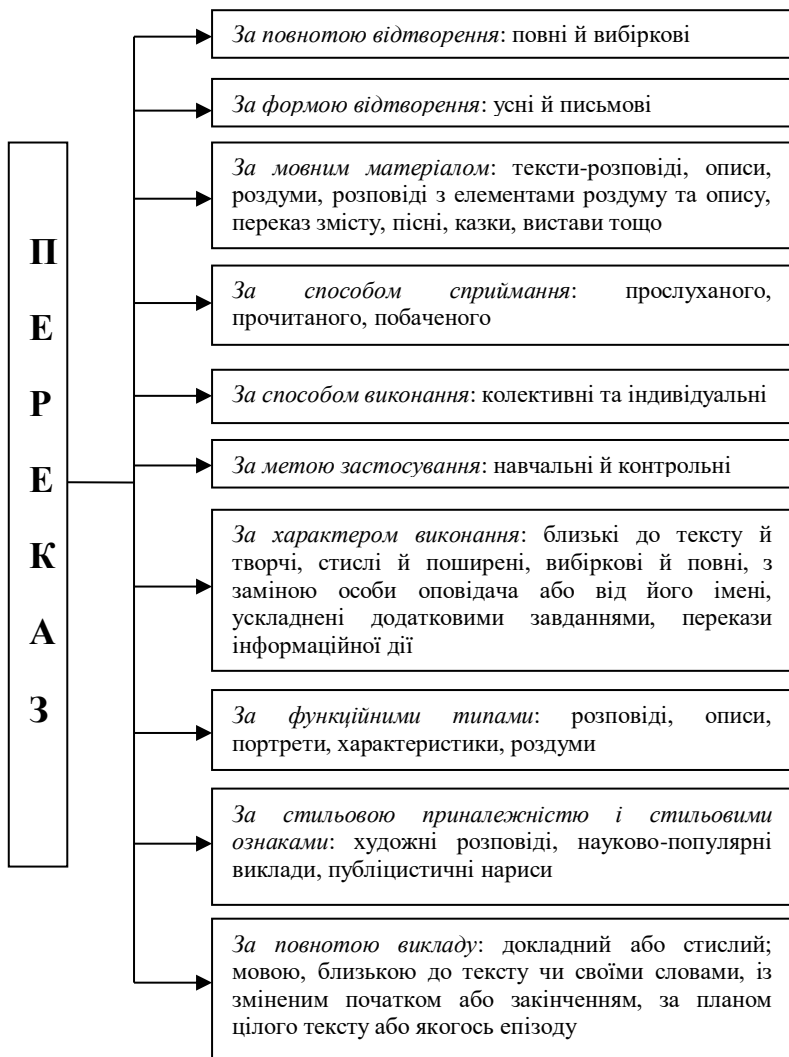 ПЕРЕКАЗ
За повнотою відтворення: повні й вибіркові
За формою відтворення: усні й письмові
За мовним матеріалом: тексти-розповіді, описи,
роздуми, розповіді з елементами роздуму та опису,
переказ змісту, пісні, казки, вистави тощо
За способом сприймання: прослуханого,
прочитаного, побаченого
За способом виконання: колективні та індивідуальні
За метою застосування: навчальні й контрольні
За характером виконання: близькі до тексту й
творчі, стислі й поширені, вибіркові й повні, з
заміною особи оповідача або від його імені,
ускладнені додатковими завданнями, перекази
інформаційної дії
За функційними типами: розповіді, описи,
портрети, характеристики, роздуми
За стильовою приналежністю і стильовими
ознаками: художні розповіді, науково-популярні
виклади, публіцистичні нариси
За повнотою викладу: докладний або стислий;
мовою, близькою до тексту чи своїми словами, із
зміненим початком або закінченням, за планом
цілого тексту або якогось епізоду